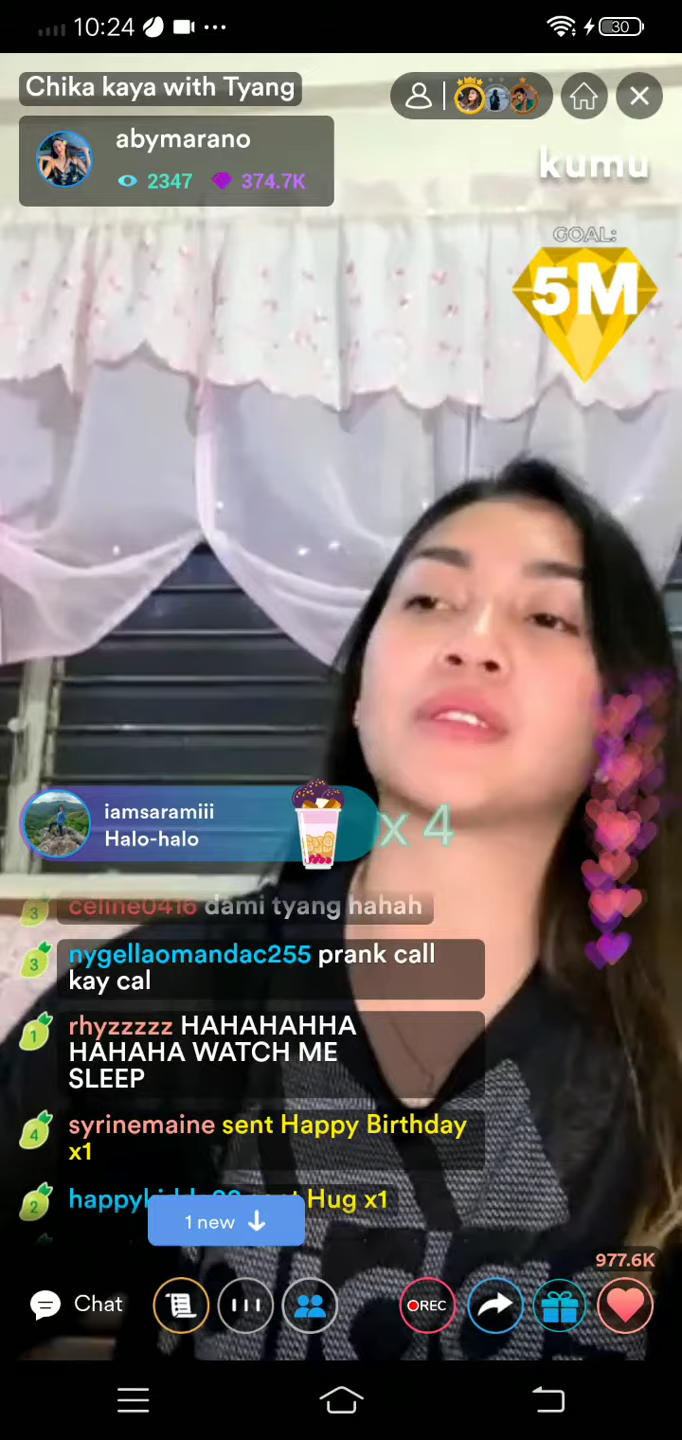 10:24
30
Chika kaya with Tyang
abymarano
2347 374.7K
kumu
GOAL:
5M
iamsaramiii
Halo-halo
x 4
3 celine0416 dami tyang hahah
3 nygellaomandac255 prank call
kay cal
1 rhyzzzzz HAHAHAHHA
HAHAHA WATCH ME
SLEEP
4 syrinemaine sent Happy Birthday
x1
2 Hug x1
1 new
977.6K
Chat
REC
adidas